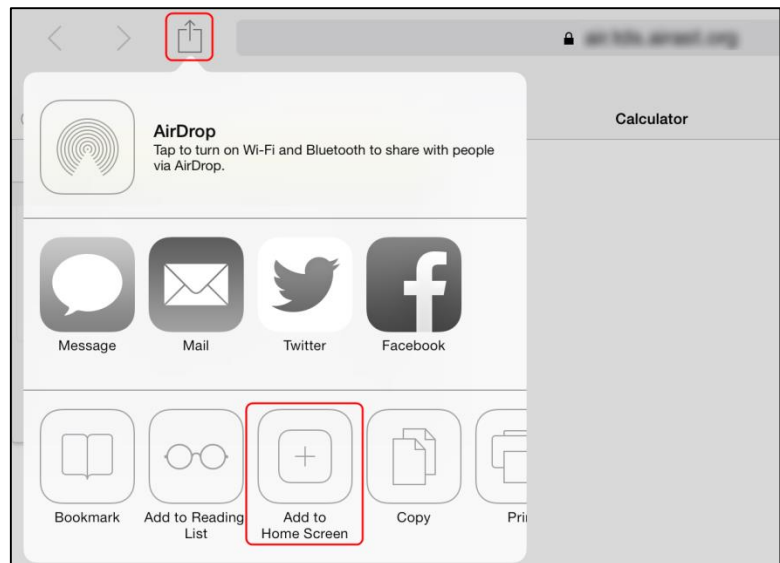 Calculator
AirDrop
Tap to turn on Wi-Fi and Bluetooth to share with people
via AirDrop.
Message
Mail
Twitter
Facebook
Bookmark
Add to Reading
List
Add to
Home Screen
Copy
Pri